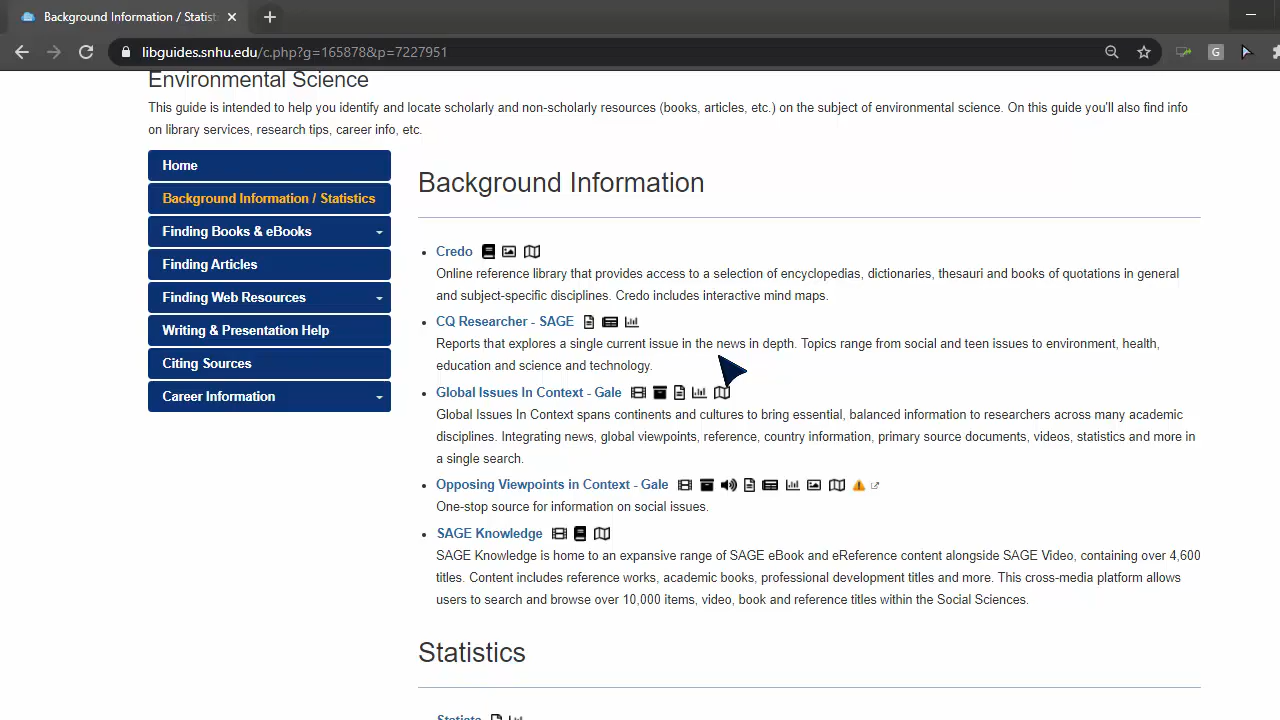 Background Information / Statist
libguides.snhu.edu/c.php?g=165878&p=7227951
G
Environmental Science
This guide is intended to help you identify and locate scholarly and non-scholarly resources (books, articles, etc.) on the subject of environmental science. On this guide you'll also find info
on library services, research tips, career info, etc.
Home
Background Information / Statistics
Finding Books & eBooks
Finding Articles
Finding Web Resources
Writing & Presentation Help
Citing Sources
Career Information
Background Information
Credo
Online reference library that provides access to a selection of encyclopedias, dictionaries, thesauri and books of quotations in general
and subject-specific disciplines. Credo includes interactive mind maps.
CQ Researcher - SAGE
Reports that explores a single current issue in the news in depth. Topics range from social and teen issues to environment, health,
education and science and technology.
Global Issues In Context - Gale
Global Issues In Context spans continents and cultures to bring essential, balanced information to researchers across many academic
disciplines. Integrating news, global viewpoints, reference, country information, primary source documents, videos, statistics and more in
a single search.
Opposing Viewpoints in Context - Gale
One-stop source for information on social issues.
SAGE Knowledge
SAGE Knowledge is home to an expansive range of SAGE eBook and eReference content alongside SAGE Video, containing over 4,600
titles. Content includes reference works, academic books, professional development titles and more. This cross-media platform allows
users to search and browse over 10,000 items, video, book and reference titles within the Social Sciences.
Statistics
Statista